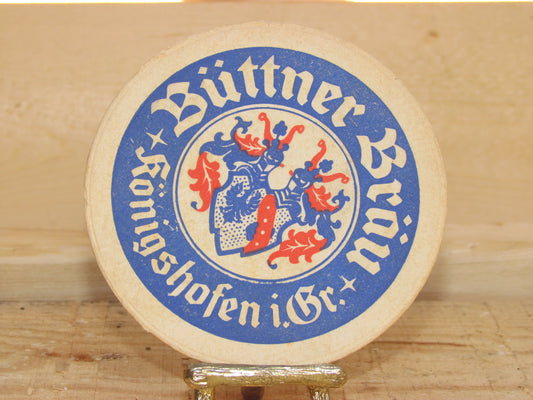 Büttner Bräu
Königshofen i. Gr.